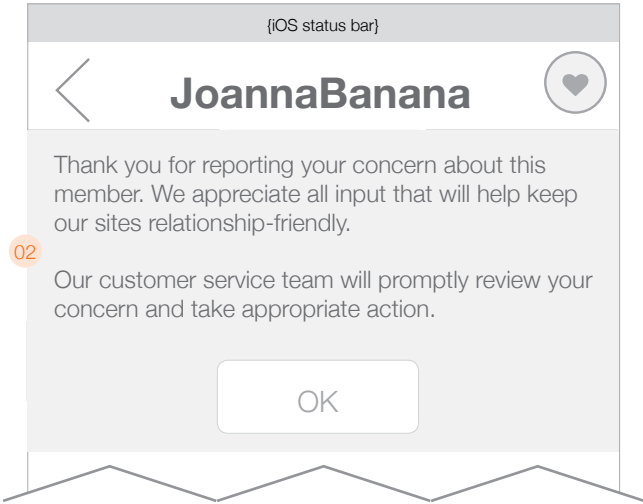 {iOS status bar}
JoannaBanana
Thank you for reporting your concern about this
member. We appreciate all input that will help keep
our sites relationship-friendly.
02
Our customer service team will promptly review your
concern and take appropriate action.
OK